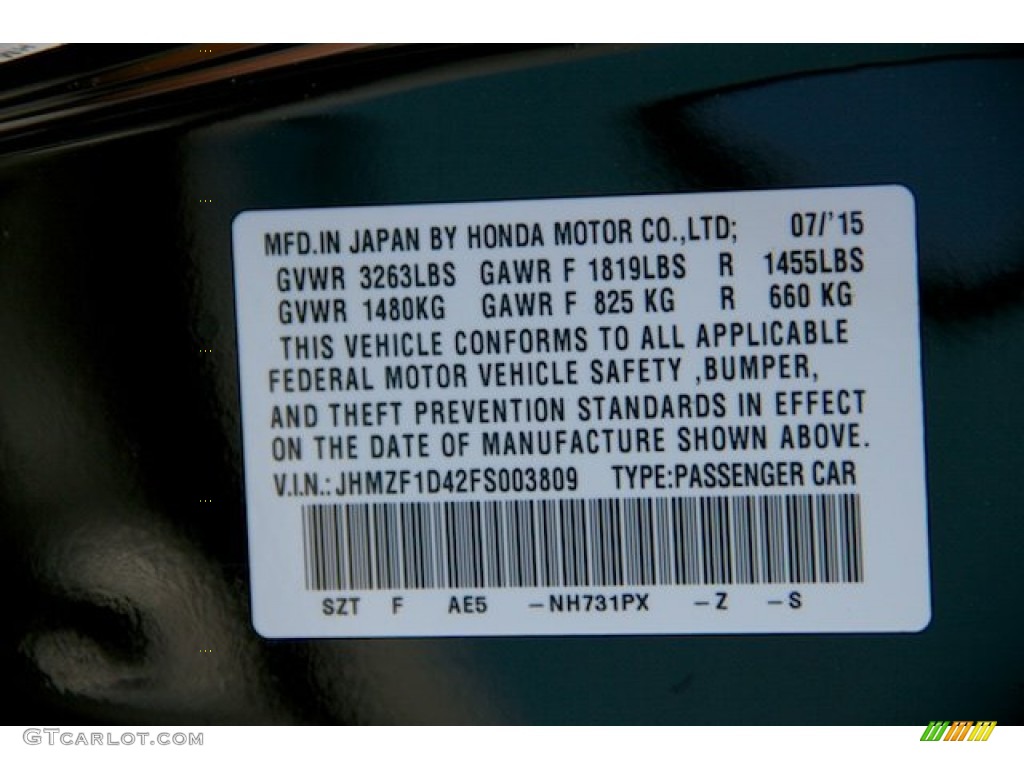 MFD.IN JAPAN BY HONDA MOTOR CO.,LTD; 07/'15
GVWR 3263LBS GAWR F 1819LBS R 1455LBS
GVWR 1480KG GAWR F 825 KG R 660 KG
THIS VEHICLE CONFORMS TO ALL APPLICABLE
FEDERAL MOTOR VEHICLE SAFETY ,BUMPER,
AND THEFT PREVENTION STANDARDS IN EFFECT
ON THE DATE OF MANUFACTURE SHOWN ABOVE.
V.I.N.: JHMZF1D42FS003809 TYPE:PASSENGER CAR
SZT F AE5 –NH731PX –Z –S
GTCARLOT.COM